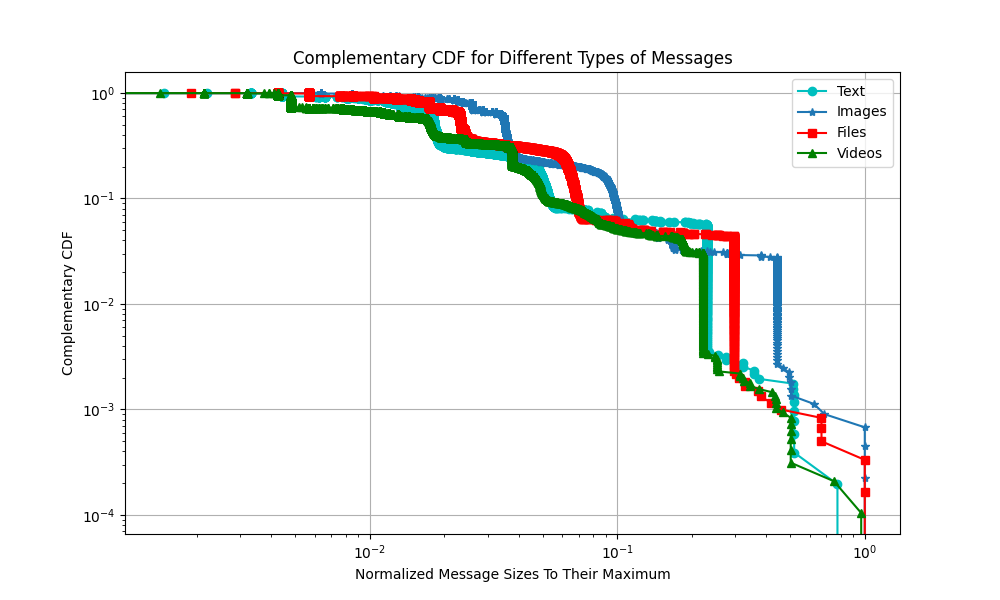 Complementary CDF for Different Types of Messages
Text
Images
Files
Videos
Complementary CDF
10⁰
10⁻¹
10⁻²
10⁻³
10⁻⁴
10⁻²
10⁻¹
10⁰
Normalized Message Sizes To Their Maximum